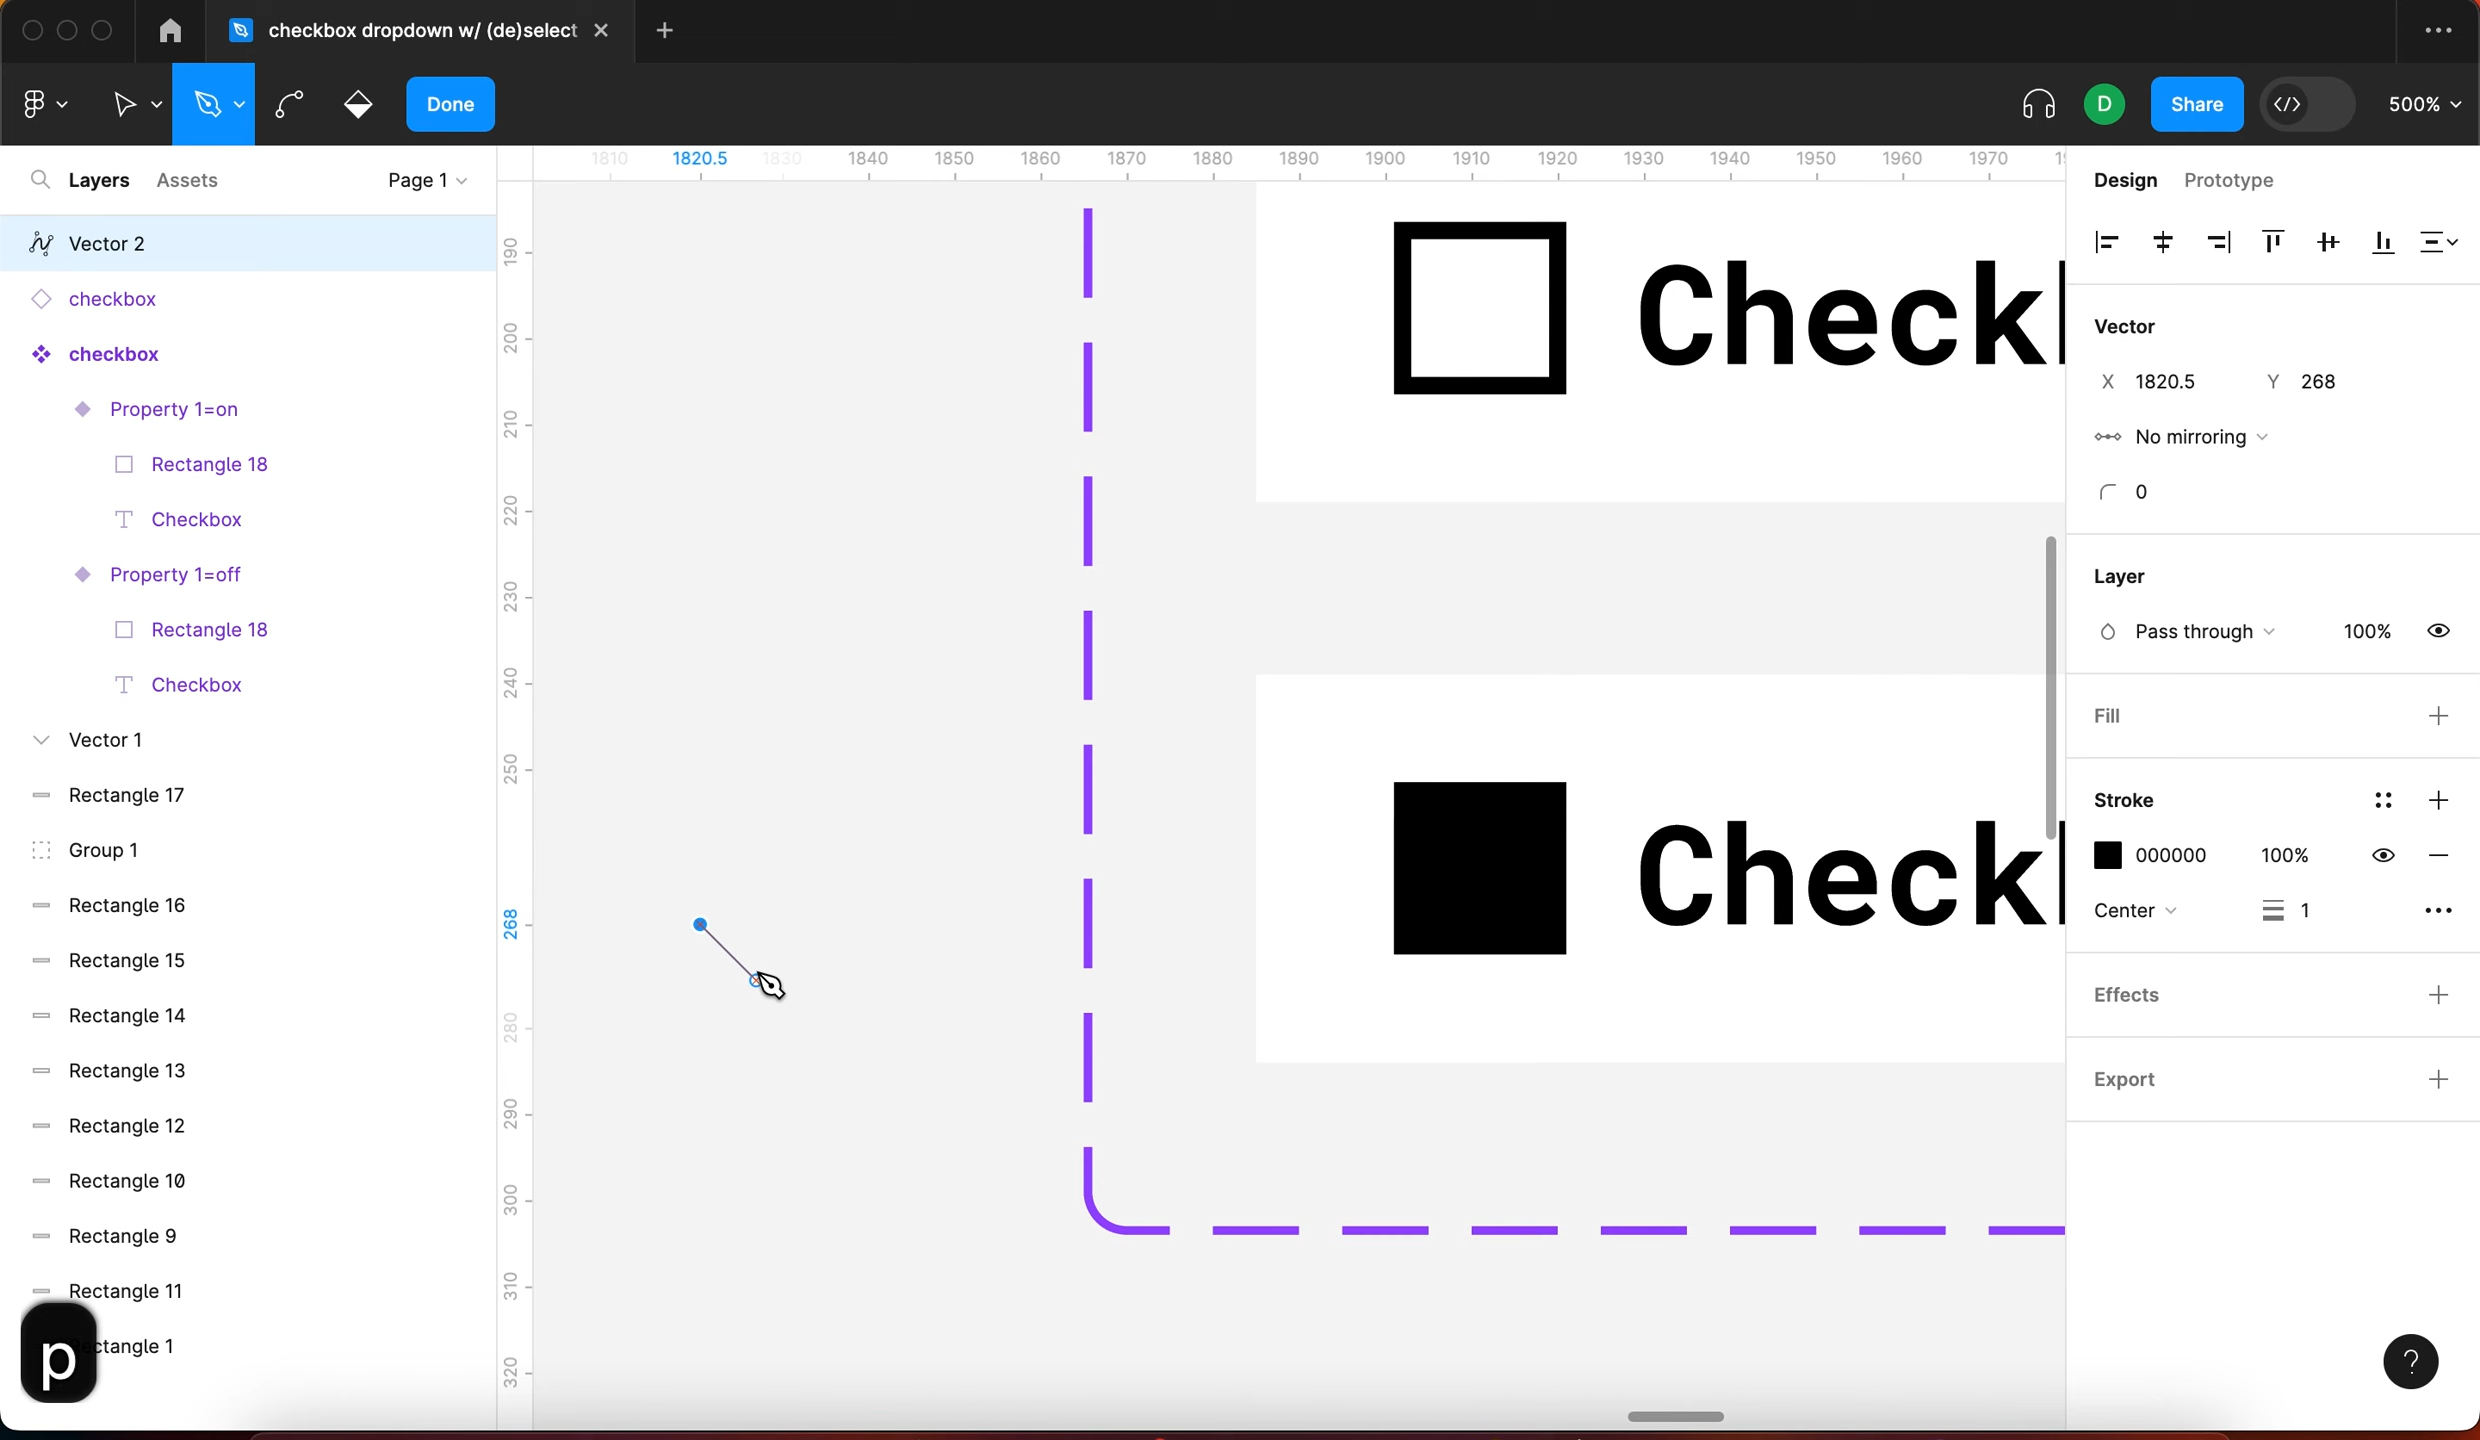 checkbox dropdown w/ (de)select
Done
D
Share
500%
Layers
Assets
Page 1
1810
1820.5
1830
1840
1850
1860
1870
1880
1890
1900
1910
1920
1930
1940
1950
1960
1970
Design
Prototype
Vector 2
checkbox
checkbox
Property 1=on
Rectangle 18
Checkbox
Property 1=off
Rectangle 18
Checkbox
Vector 1
Rectangle 17
Group 1
Rectangle 16
Rectangle 15
Rectangle 14
Rectangle 13
Rectangle 12
Rectangle 10
Rectangle 9
Rectangle 11
ctangle 1
p
190
200
210
220
230
240
250
268
280
290
300
310
320
Check
Check
Vector
X 1820.5 Y 268
No mirroring
0
Layer
Pass through 100%
Fill
Stroke
000000 100%
Center 1
Effects
Export
?